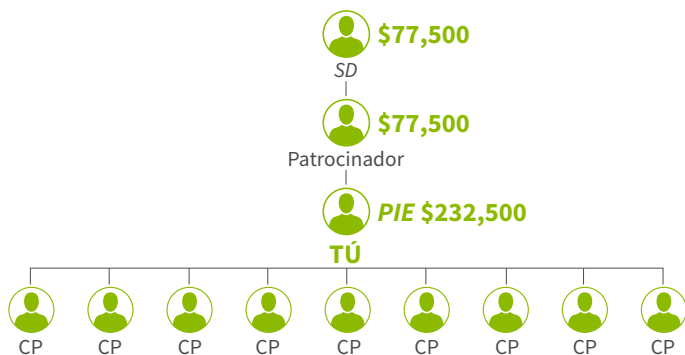 $77,500
SD
$77,500
Patrocinador
PIE $232,500
TÚ
CP CP CP CP CP CP CP CP CP